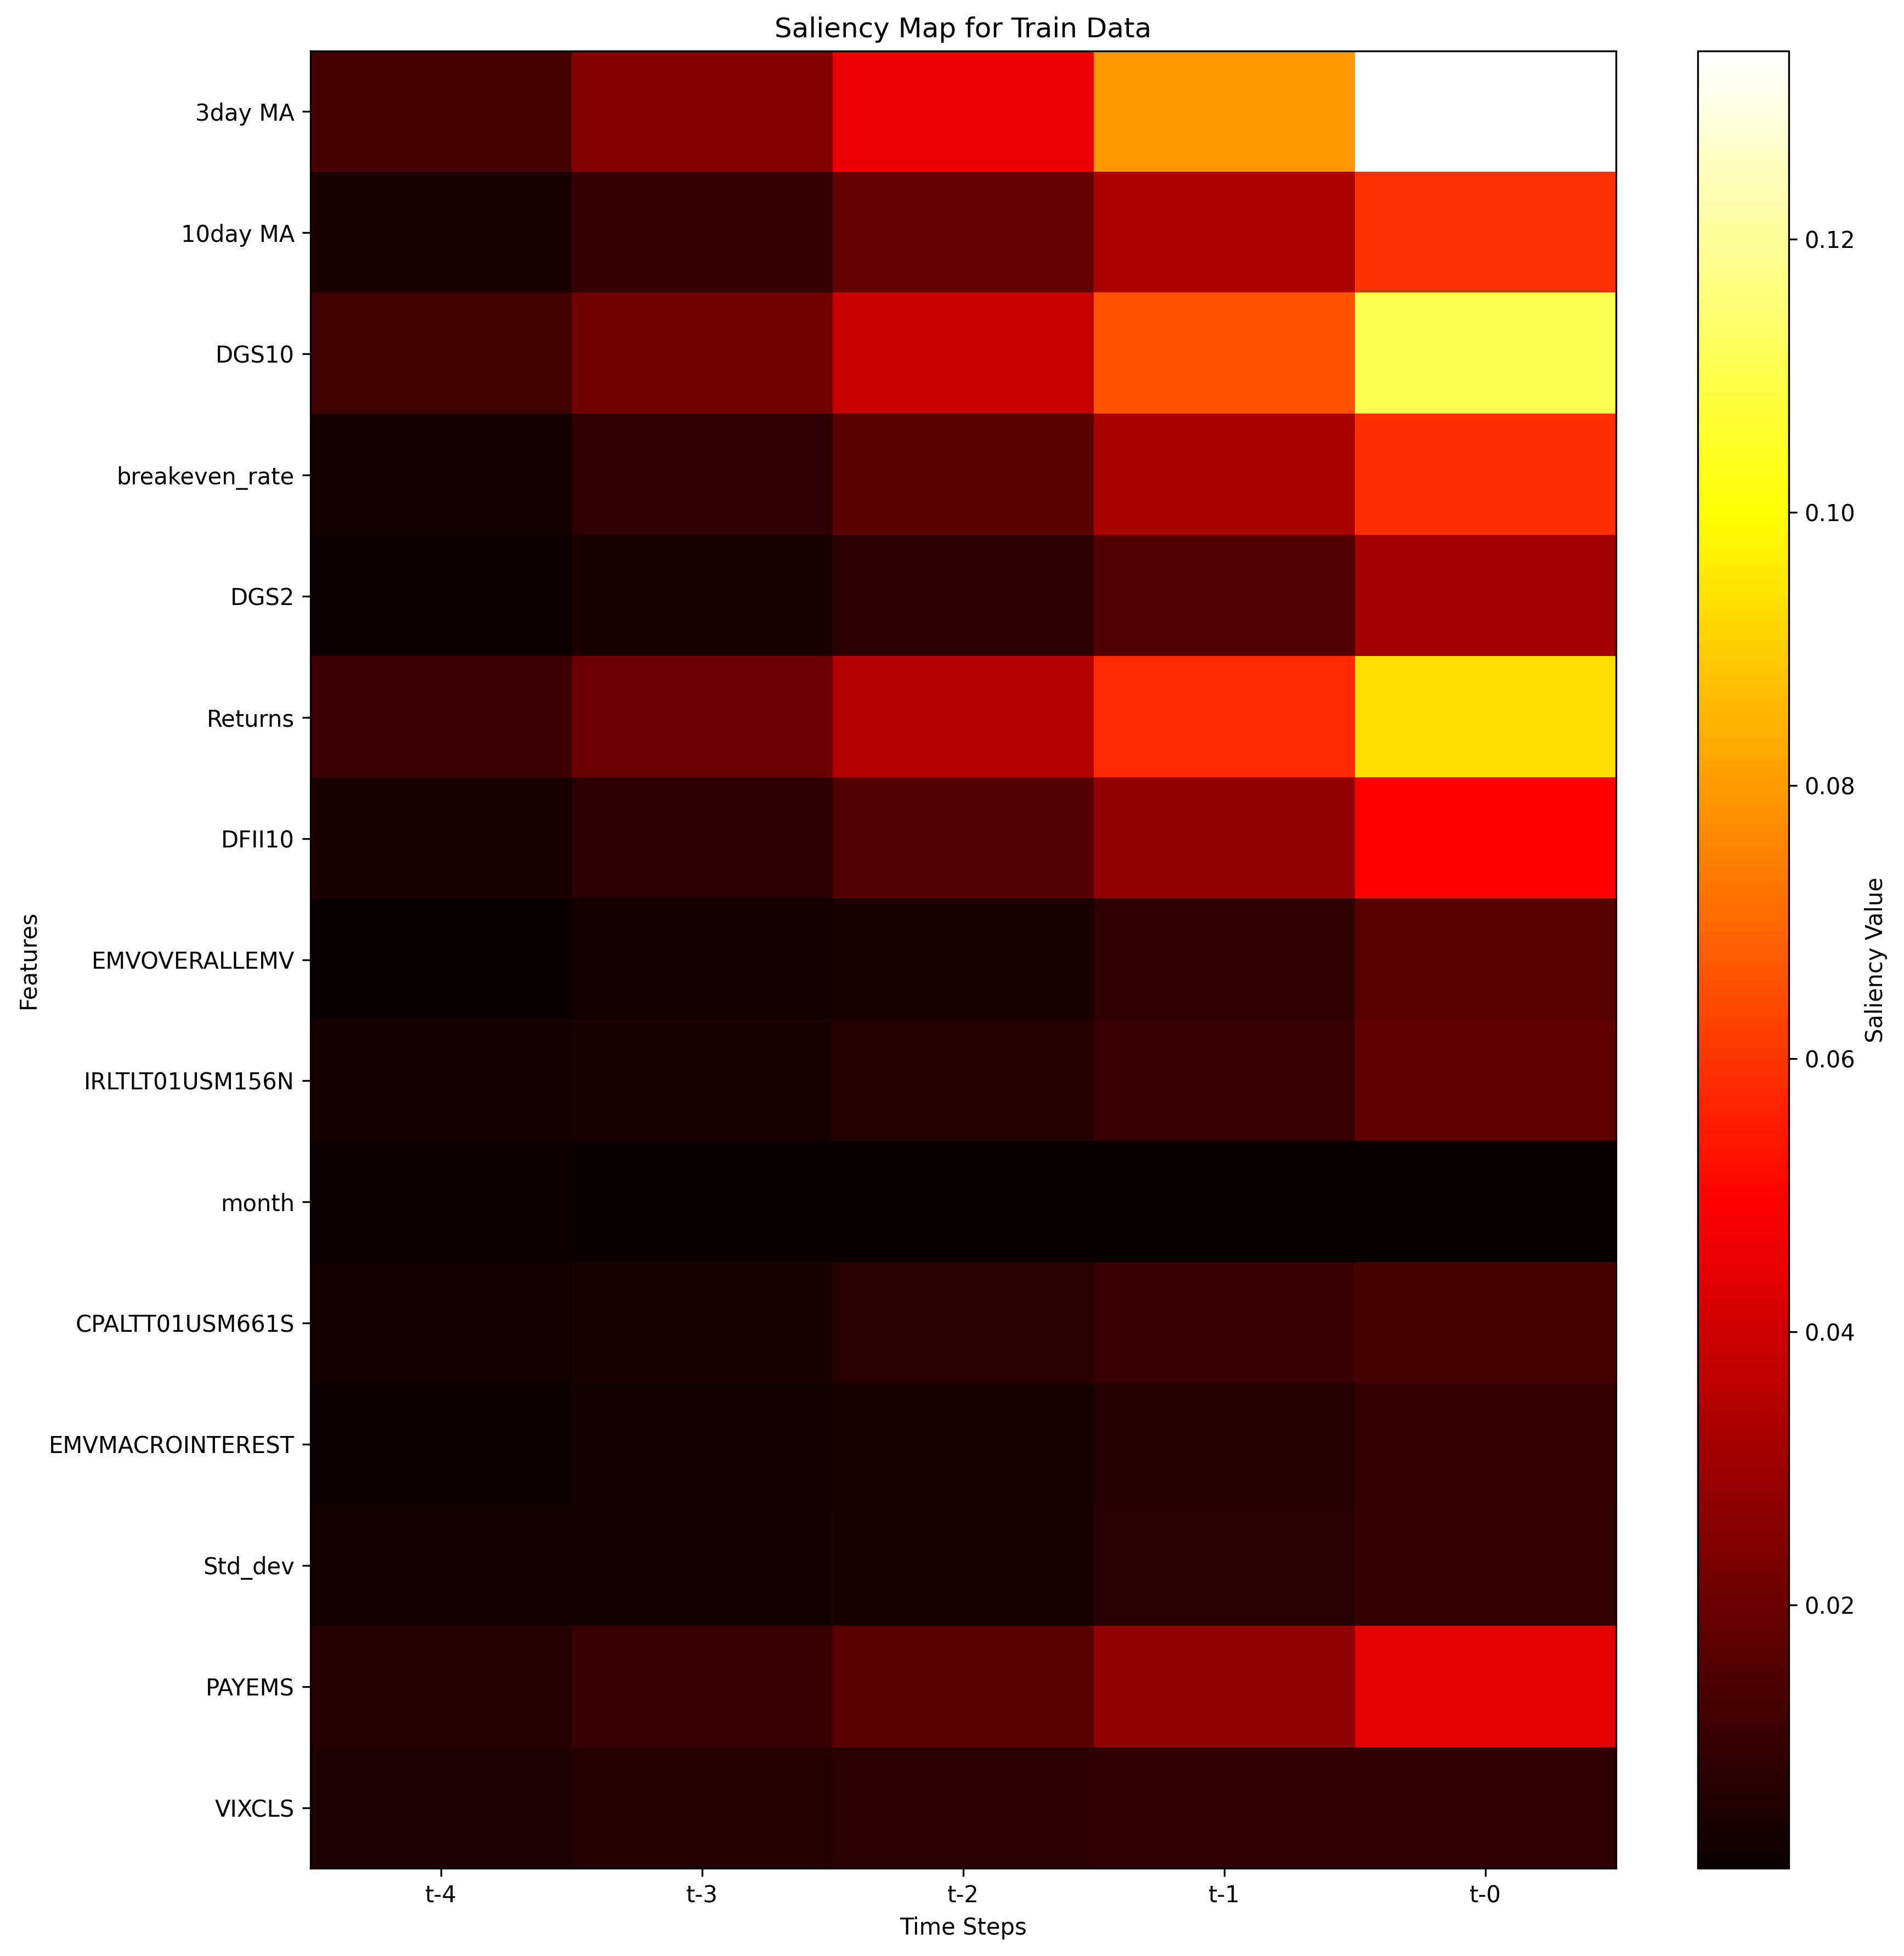 Saliency Map for Train Data
3day MA
10day MA
DGS10
breakeven_rate
DGS2
Returns
DFII10
EMVOVERALLEMV
IRLTLT01USM156N
month
CPALTT01USM661S
EMVMACROINTEREST
Std_dev
PAYEMS
VIXCLS
Features
t-4 t-3 t-2 t-1 t-0
Time Steps
0.12
0.10
0.08
0.06
0.04
0.02
Saliency Value